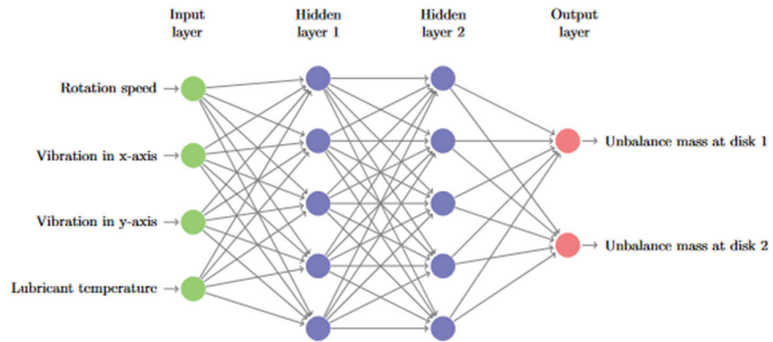 Input layer
Hidden layer 1
Hidden layer 2
Output layer
Rotation speed
Vibration in x-axis
Vibration in y-axis
Lubricant temperature
Unbalance mass at disk 1
Unbalance mass at disk 2